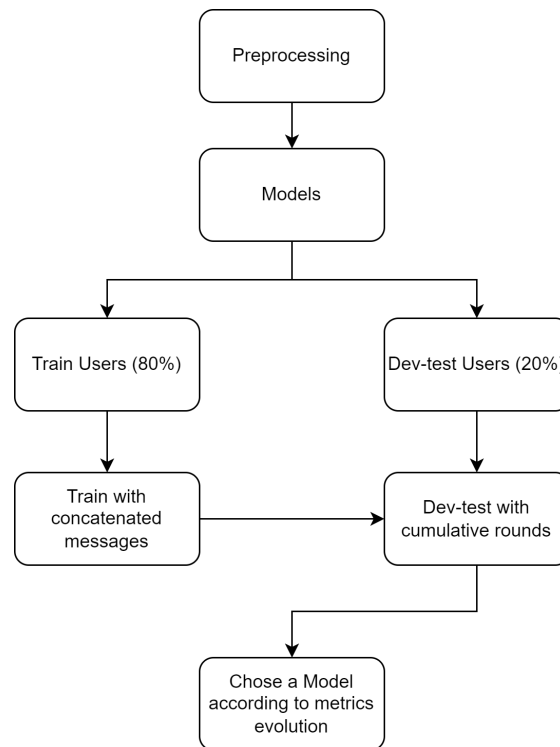 Preprocessing
Models
Train Users (80%)
Dev-test Users (20%)
Train with
concatenated
messages
Dev-test with
cumulative rounds
Chose a Model
according to metrics
evolution